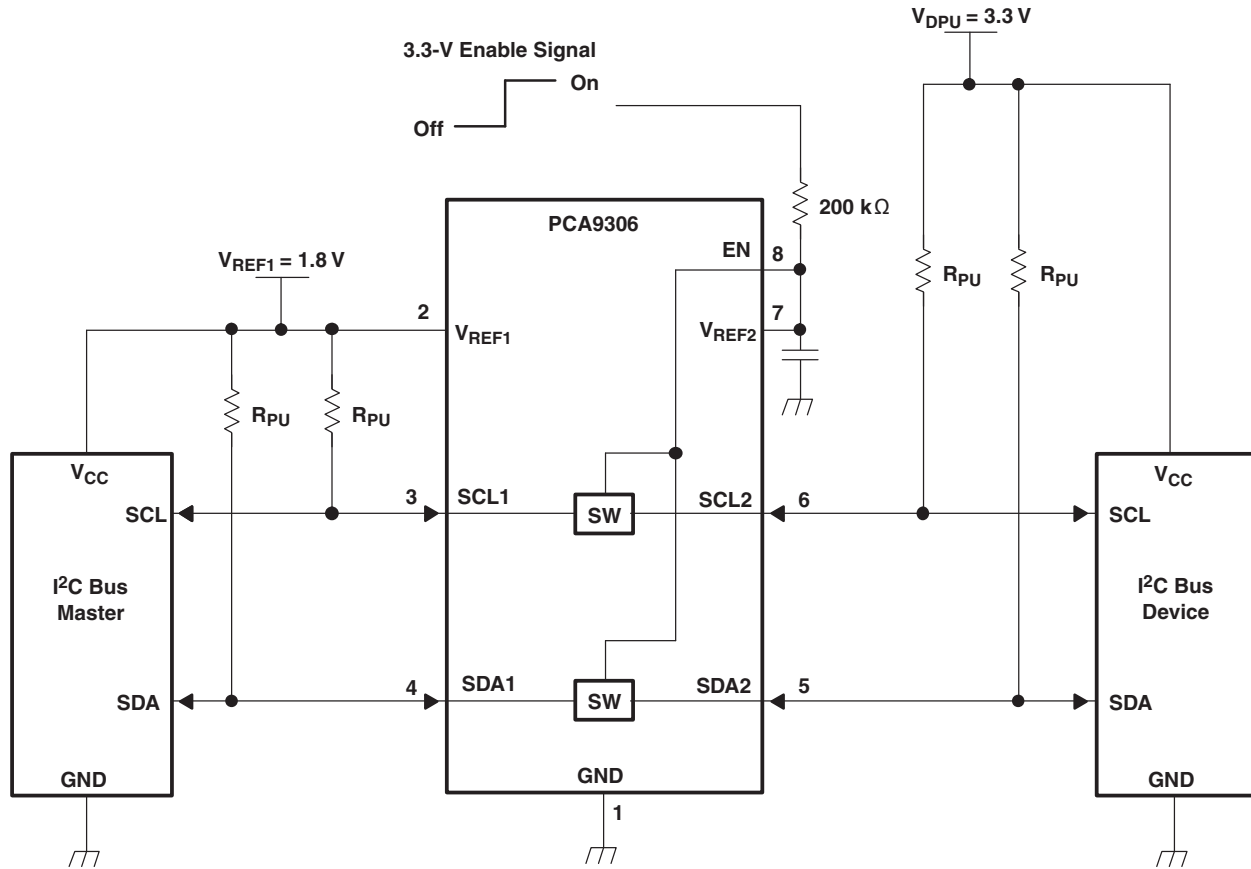 V_DPU = 3.3 V
3.3-V Enable Signal
On
Off
200 kΩ
PCA9306
EN
8
V_REF1 = 1.8 V
R_PU
R_PU
2
7
V_REF1
V_REF2
R_PU
R_PU
V_CC
V_CC
SCL
3
SCL1
SW
SCL2
6
SCL
I²C Bus
Master
I²C Bus
Device
SDA
4
SDA1
SW
SDA2
5
SDA
GND
GND
GND
1